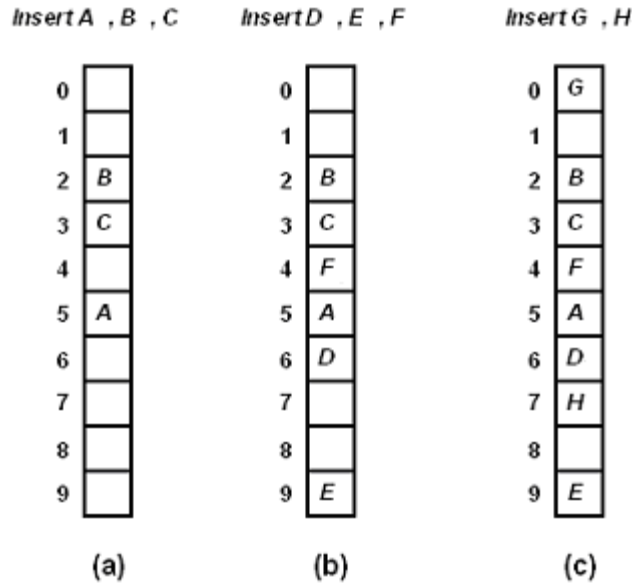 Insert A , B , C Insert D , E , F Insert G , H
0 0 0 G
1 1 1
2 B 2 B 2 B
3 C 3 C 3 C
4 4 F 4 F
5 A 5 A 5 A
6 6 D 6 D
7 7 7 H
8 8 8
9 9 E 9 E
(a) (b) (c)